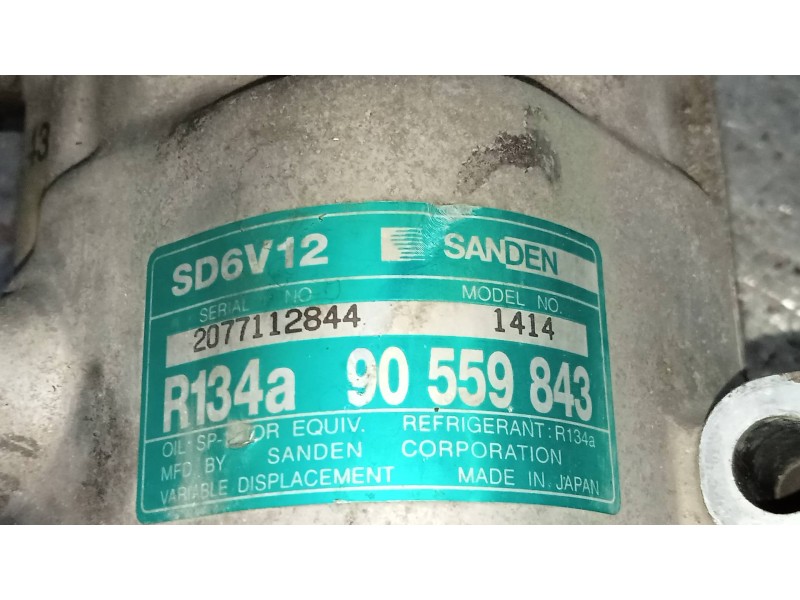 SD6V12 SANDEN
SERIAL NO. MODEL NO.
2077112844 1414
R134a 90 559 843
OIL: OR EQUIV. REFRIGERANT: R134a
MFD. BY SANDEN CORPORATION
VARIABLE DISPLACEMENT MADE IN JAPAN